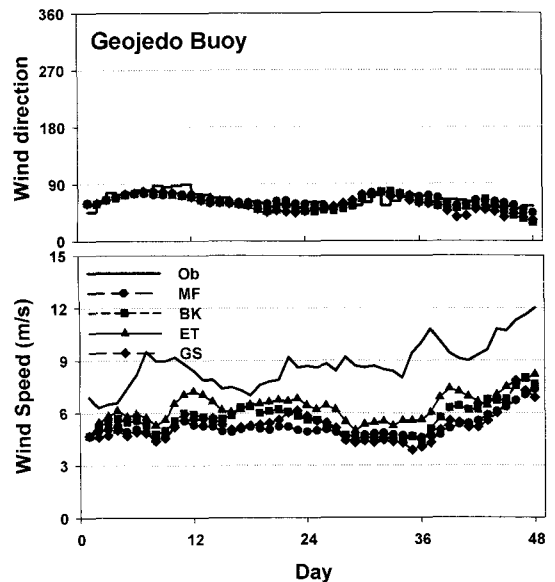 360
Geojedo Buoy
270
180
90
0
Wind direction
15
Ob
MF
BK
ET
GS
12
9
6
3
0
Wind Speed (m/s)
0 12 24 36 48
Day